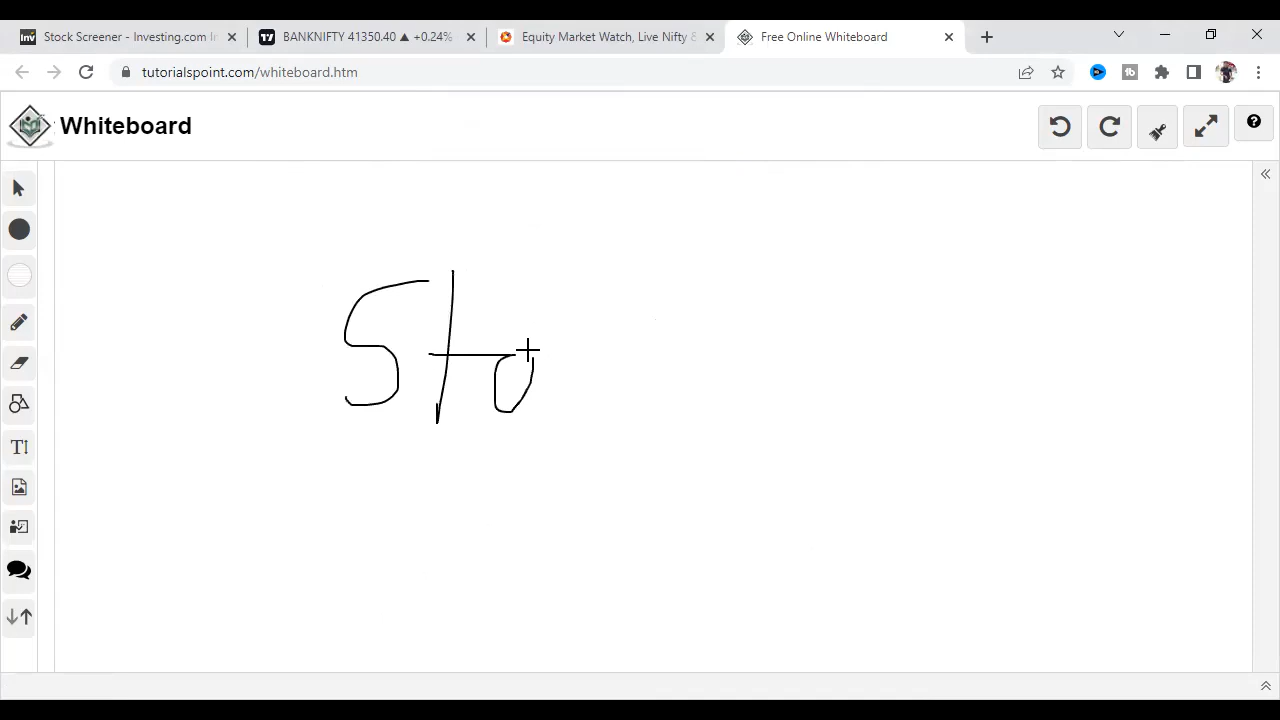 Stock Screener - Investing.com In
BANKNIFTY 41350.40 ▲ +0.24%
Equity Market Watch, Live Nifty &
Free Online Whiteboard
tutorialspoint.com/whiteboard.htm
Whiteboard
Sto